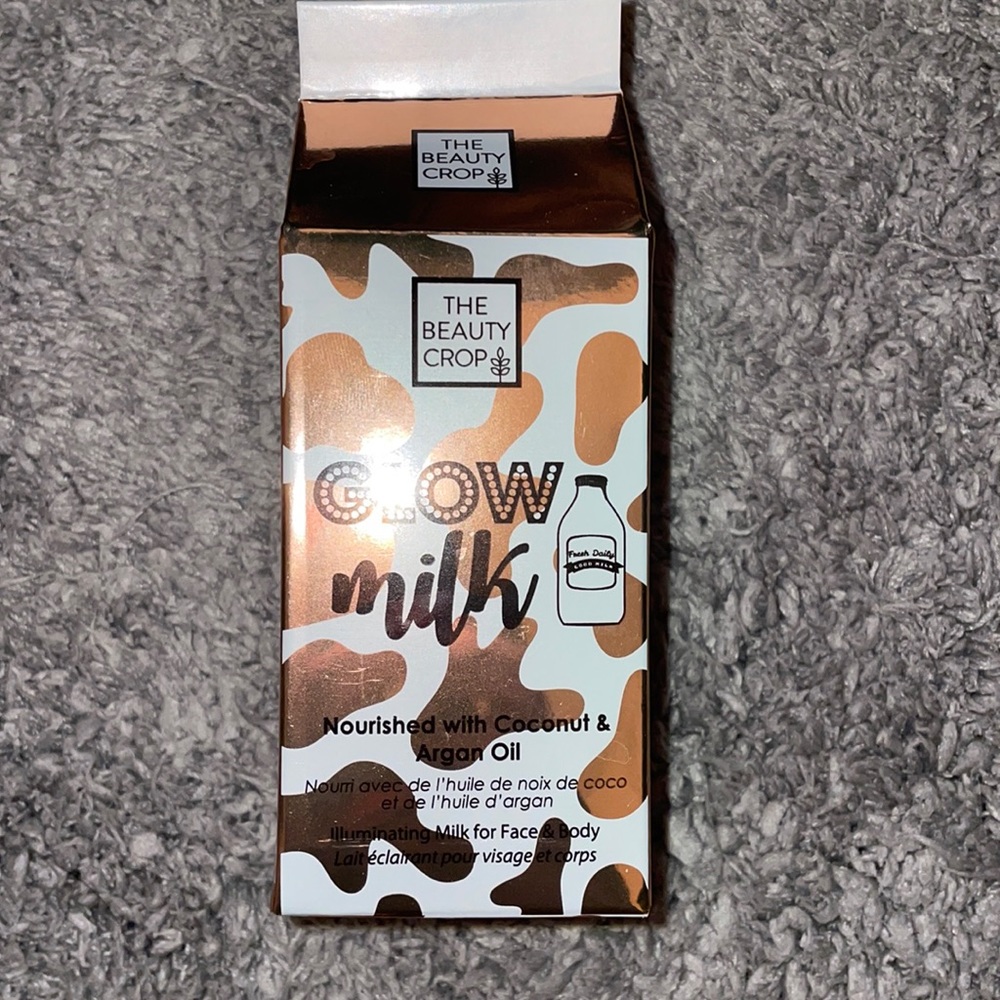 THE
BEAUTY
CROP
THE
BEAUTY
CROP
GLOW
milk
Fresh Daily
COCO MILK
Nourished with Coconut &
Argan Oil
Nourri avec de l'huile de noix de coco
et de l'huile d'argan
Illuminating Milk for Face & Body
Lait éclairant pour visage et corps